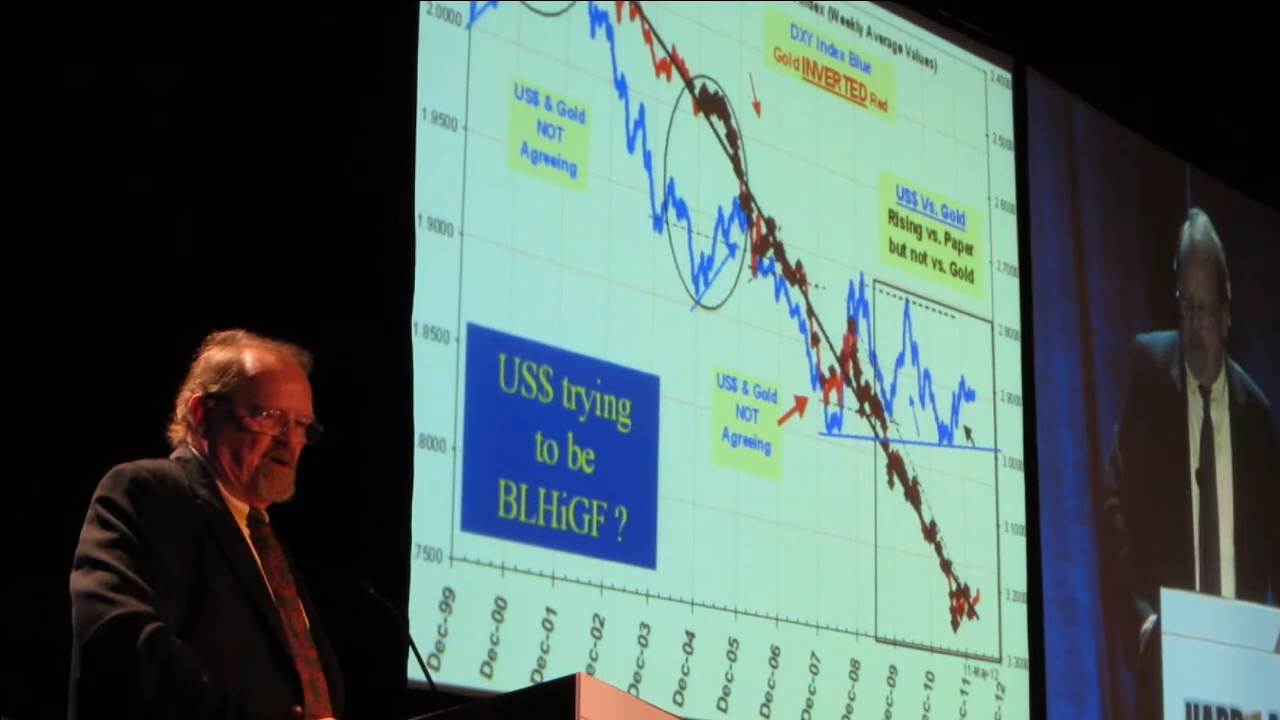 Index (Weekly Average Values)
DXY Index Blue
Gold INVERTED Red
US$ & Gold
NOT
Agreeing
US$ Vs. Gold
Rising vs. Paper
but not vs. Gold
US$ & Gold
NOT
Agreeing
US$ trying
to be
BLHiGF ?
2.0000
1.9500
1.9000
1.8500
.8000
.7500
2.4000
2.5000
2.6000
2.7000
2.8000
2.9000
3.0000
3.1000
3.2000
3.3000
Dec-99
Dec-00
Dec-01
Dec-02
Dec-03
Dec-04
Dec-05
Dec-06
Dec-07
Dec-08
Dec-09
Dec-10
ec-11
c-12
11-May-12